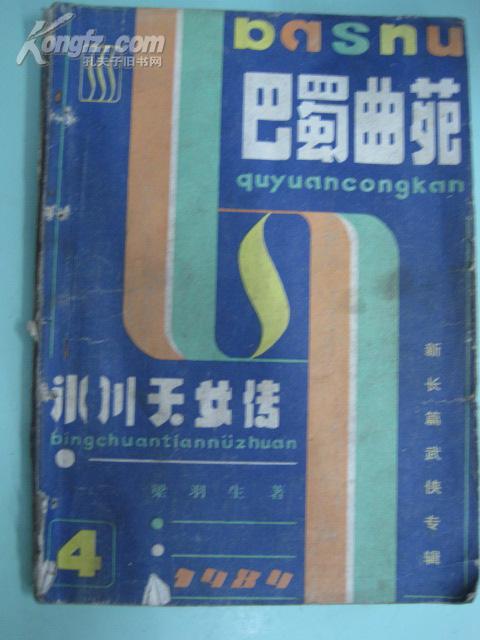 Kongfz.com
孔夫子旧书网
bashu
巴蜀曲苑
quyuancongkan
冰川天女传
bingchuantiannüzhuan
梁羽生著
新长篇武侠专辑
4
1984